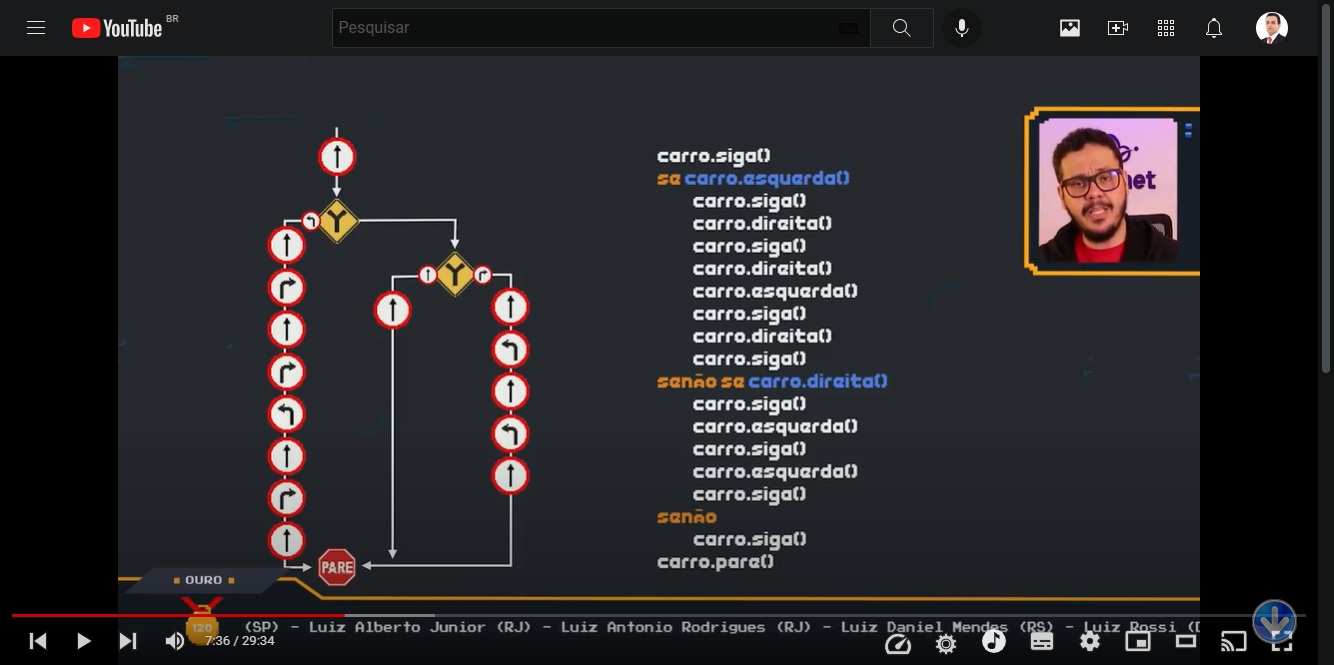 YouTube BR
Pesquisar
carro.siga()
se carro.esquerda()
carro.siga()
carro.direita()
carro.siga()
carro.direita()
carro.esquerda()
carro.siga()
carro.direita()
carro.siga()
senão se carro.direita()
carro.siga()
carro.esquerda()
carro.siga()
carro.esquerda()
carro.siga()
senão
carro.siga()
carro.pare()
PARE
OURO
120
(SP) - Luiz Alberto Junior (RJ) - Luiz Antonio Rodrigues (RJ) - Luiz Daniel Mendes (RS) - Luiz Rossi (D
7:36 / 29:34